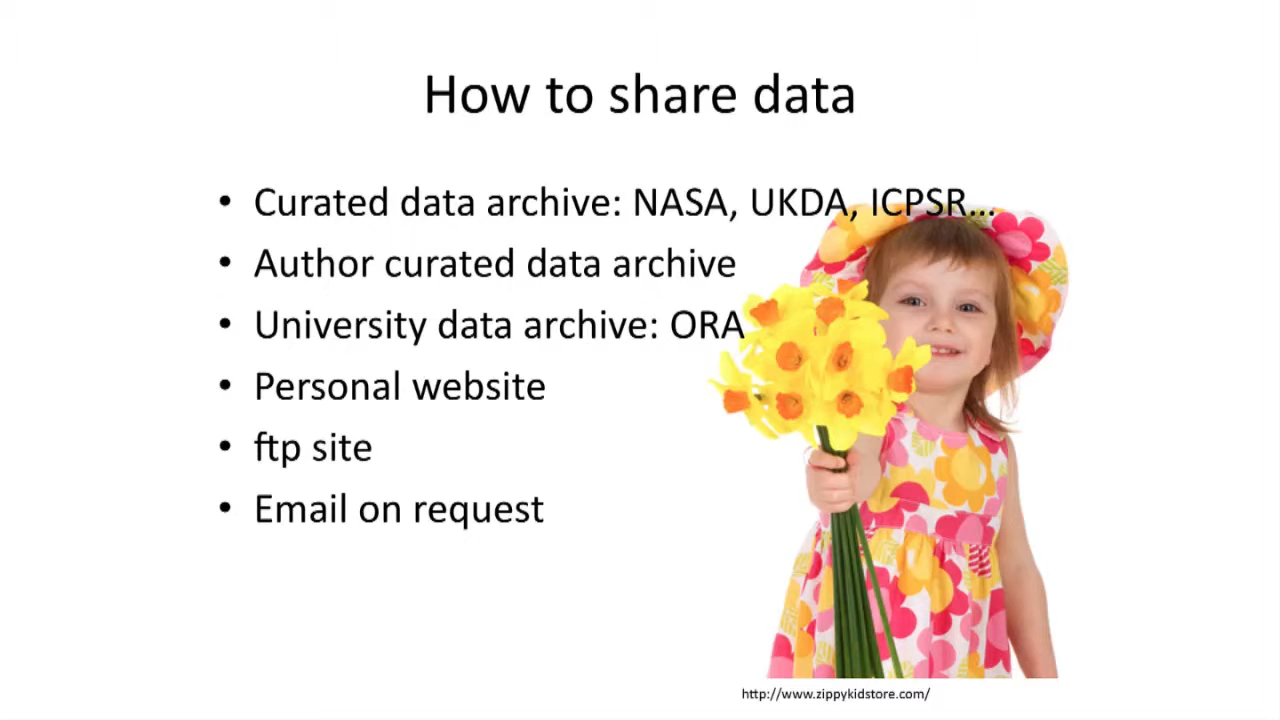 How to share data
• Curated data archive: NASA, UKDA, ICPSR...
• Author curated data archive
• University data archive: ORA
• Personal website
• ftp site
• Email on request
http://www.zippykidstore.com/